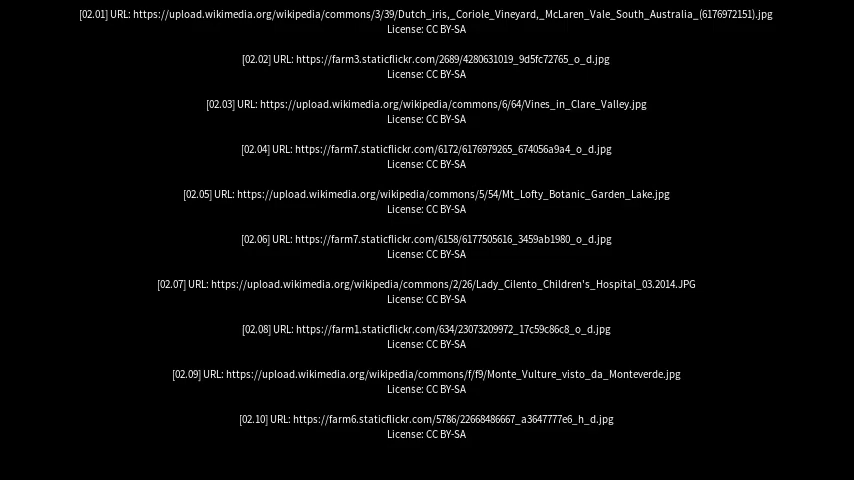 [02.01] URL: https://upload.wikimedia.org/wikipedia/commons/3/39/Dutch_iris,_Coriole_Vineyard,_McLaren_Vale_South_Australia_(6176972151).jpg
License: CC BY-SA
[02.02] URL: https://farm3.staticflickr.com/2689/4280631019_9d5fc72765_o_d.jpg
License: CC BY-SA
[02.03] URL: https://upload.wikimedia.org/wikipedia/commons/6/64/Vines_in_Clare_Valley.jpg
License: CC BY-SA
[02.04] URL: https://farm7.staticflickr.com/6172/6176979265_674056a9a4_o_d.jpg
License: CC BY-SA
[02.05] URL: https://upload.wikimedia.org/wikipedia/commons/5/54/Mt_Lofty_Botanic_Garden_Lake.jpg
License: CC BY-SA
[02.06] URL: https://farm7.staticflickr.com/6158/6177505616_3459ab1980_o_d.jpg
License: CC BY-SA
[02.07] URL: https://upload.wikimedia.org/wikipedia/commons/2/26/Lady_Cilento_Children's_Hospital_03.2014.JPG
License: CC BY-SA
[02.08] URL: https://farm1.staticflickr.com/634/23073209972_17c59c86c8_o_d.jpg
License: CC BY-SA
[02.09] URL: https://upload.wikimedia.org/wikipedia/commons/f/f9/Monte_Vulture_visto_da_Monteverde.jpg
License: CC BY-SA
[02.10] URL: https://farm6.staticflickr.com/5786/22668486667_a3647777e6_h_d.jpg
License: CC BY-SA